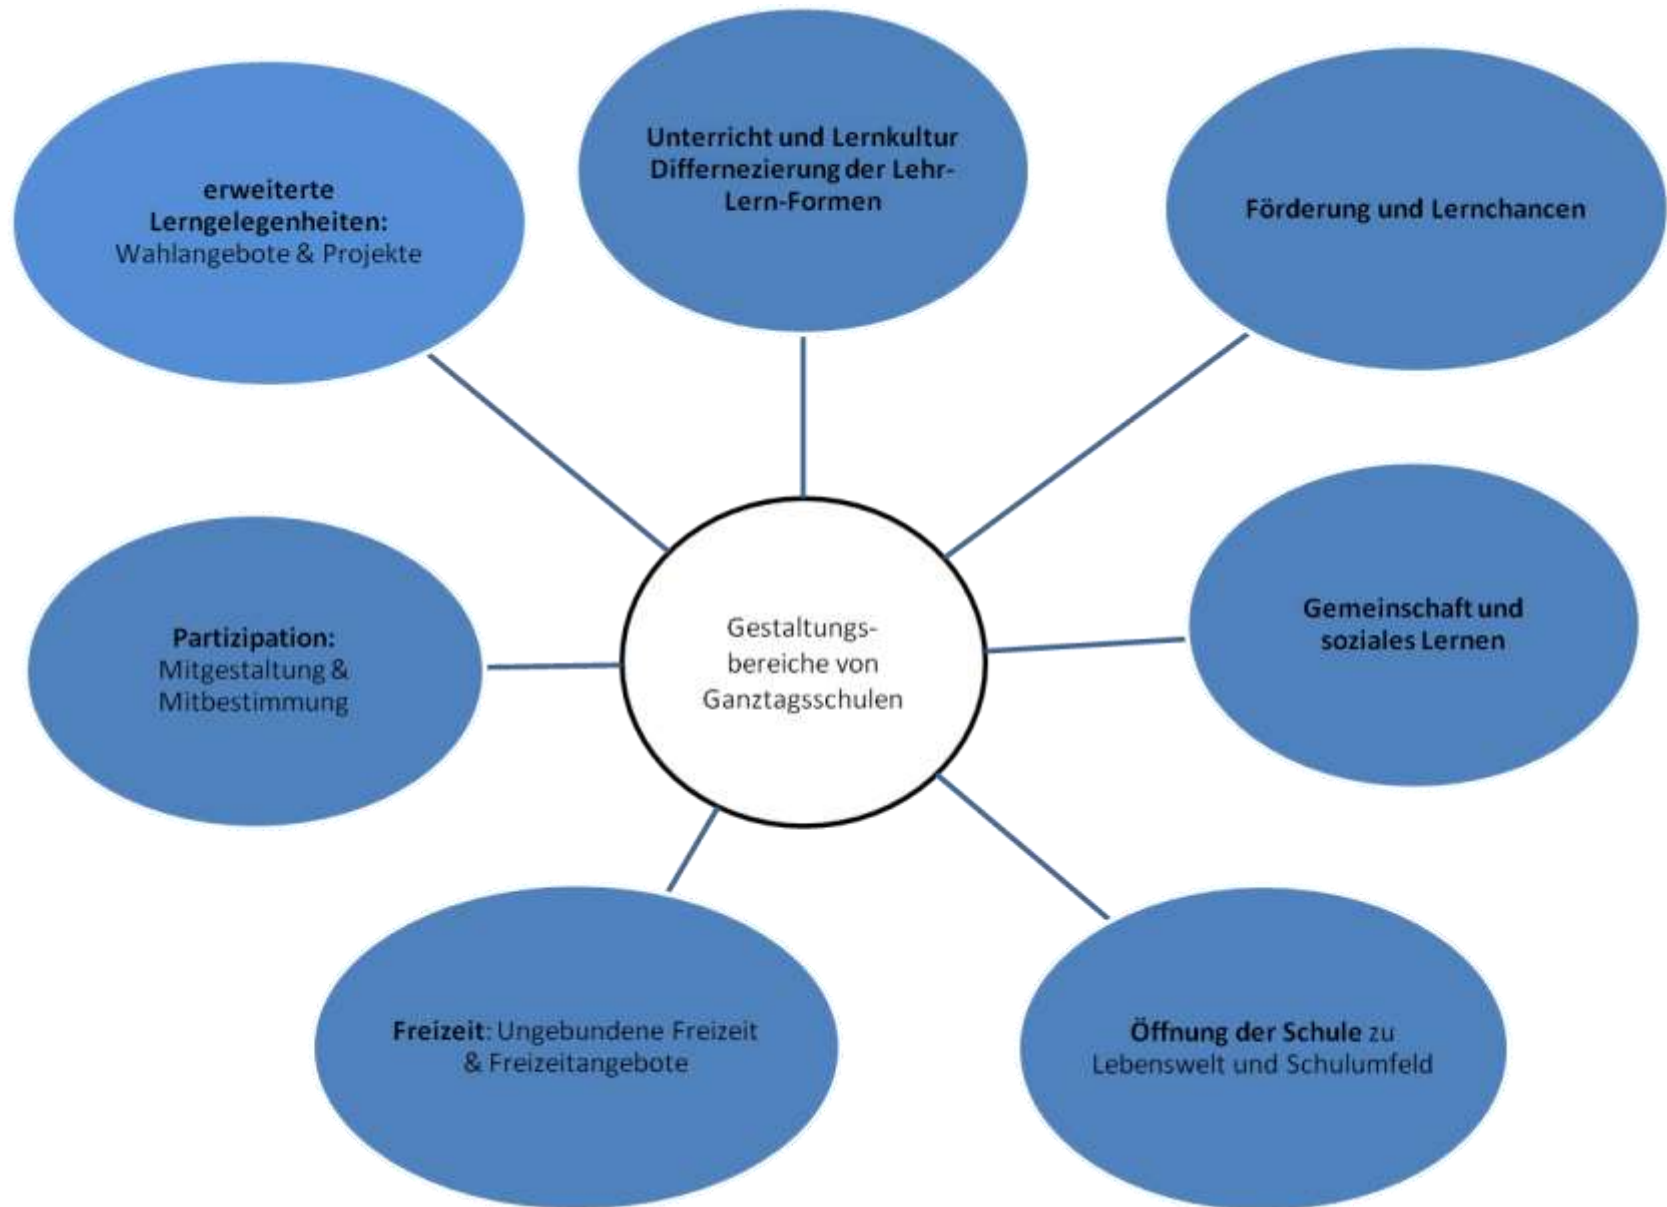 erweiterte
Lerngelegenheiten:
Wahlangebote & Projekte
Unterricht und Lernkultur
Differnezierung der Lehr-
Lern-Formen
Förderung und Lernchancen
Partizipation:
Mitgestaltung &
Mitbestimmung
Gestaltungs-
bereiche von
Ganztagsschulen
Gemeinschaft und
soziales Lernen
Freizeit: Ungebundene Freizeit
& Freizeitangebote
Öffnung der Schule zu
Lebenswelt und Schulumfeld